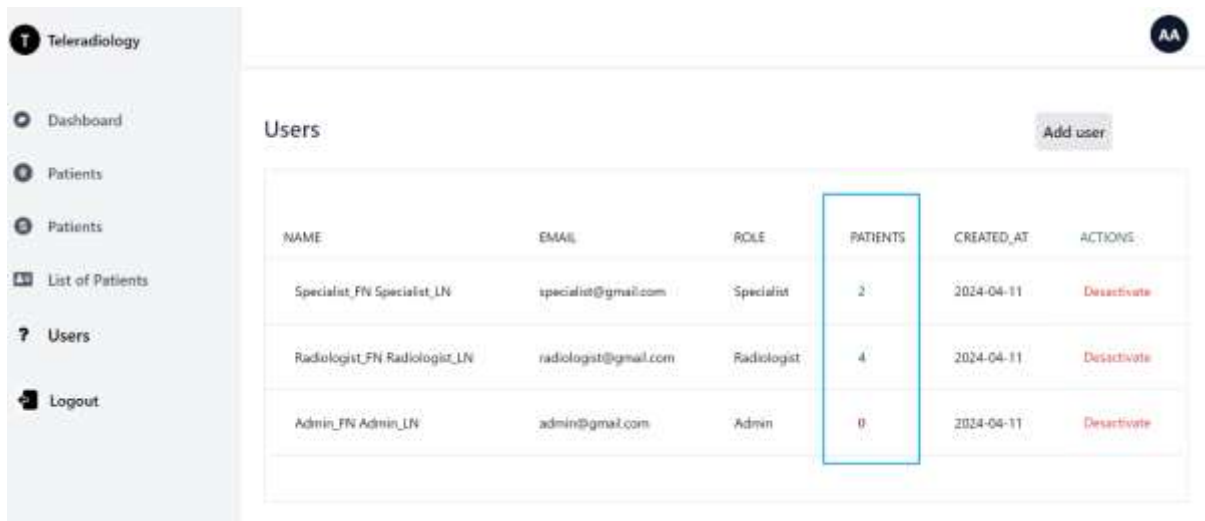 T Teleradiology
AA
Dashboard
Patients
Patients
List of Patients
? Users
Logout
Users
Add user
NAME EMAIL ROLE PATIENTS CREATED_AT ACTIONS
Specialist_FN Specialist_LN specialist@gmail.com Specialist 2 2024-04-11 Desactivate
Radiologist_FN Radiologist_LN radiologist@gmail.com Radiologist 4 2024-04-11 Desactivate
Admin_FN Admin_LN admin@gmail.com Admin 0 2024-04-11 Desactivate